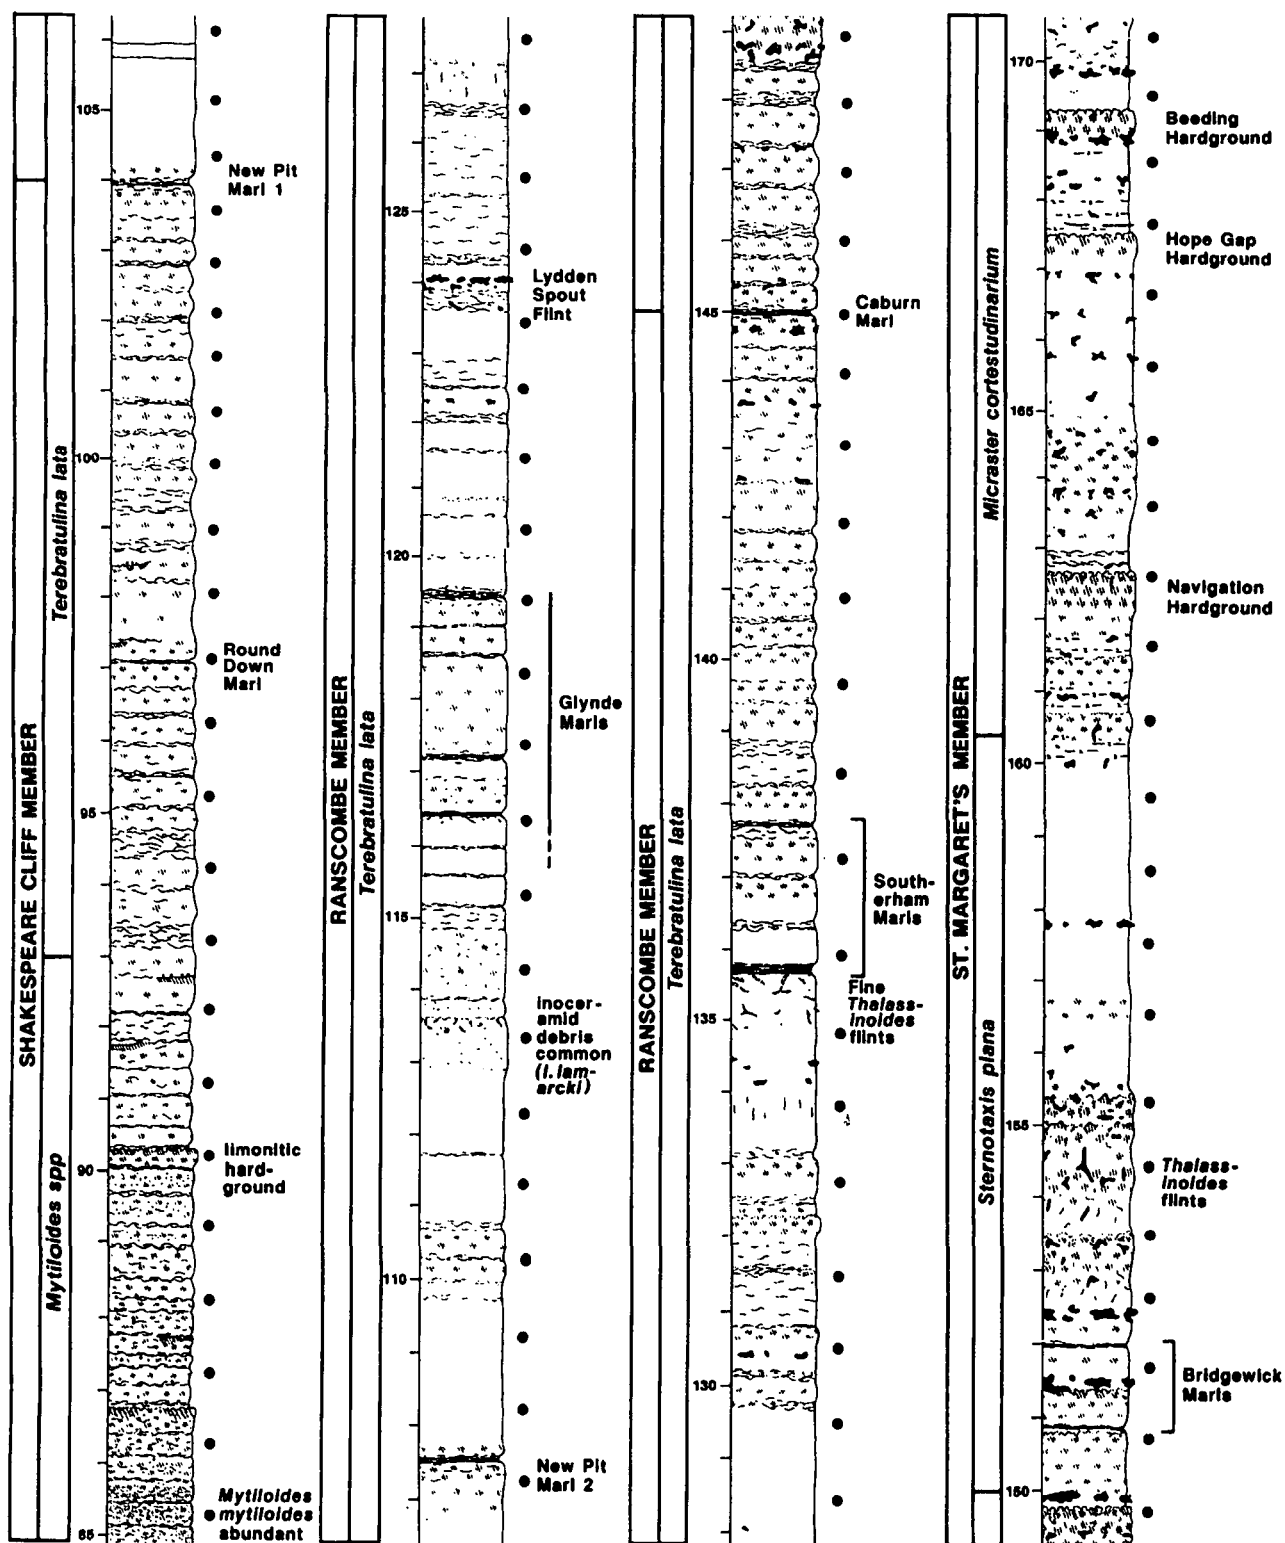 SHAKESPEARE CLIFF MEMBER
Terebratulina lata
Mytiloides spp
105
100
95
90
85
New Pit
Marl 1
Round
Down
Marl
limonitic
hard-
ground
Mytiloides
mytiloides
abundant
RANSCOMBE MEMBER
Terebratulina lata
125
120
115
110
Lydden
Spout
Flint
Glynde
Marls
inocer-
amid
debris
common
(I. lam-
arcki)
New Pit
Marl 2
RANSCOMBE MEMBER
Terebratulina lata
145
140
135
130
Caburn
Marl
South-
erham
Marls
Fine
Thalass-
inoides
flints
ST. MARGARET'S MEMBER
Micraster cortestudinarium
Sternotaxis plana
170
165
160
155
150
Beeding
Hardground
Hope Gap
Hardground
Navigation
Hardground
Thalass-
inoides
flints
Bridgewick
Marls